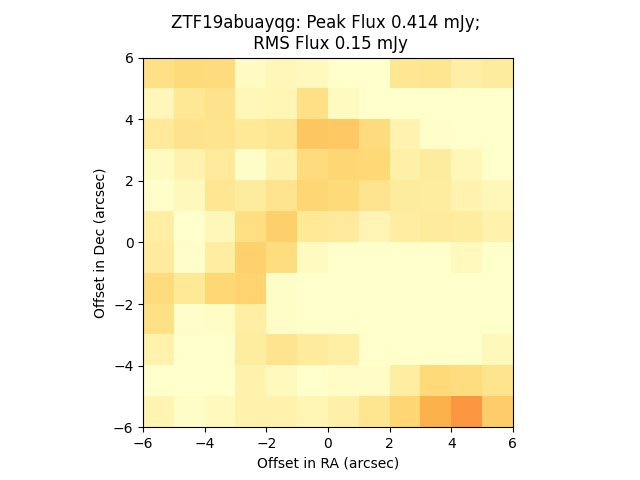 ZTF19abuayqg: Peak Flux 0.414 mJy;
RMS Flux 0.15 mJy
6
4
2
0
−2
−4
−6
Offset in Dec (arcsec)
−6 −4 −2 0 2 4 6
Offset in RA (arcsec)